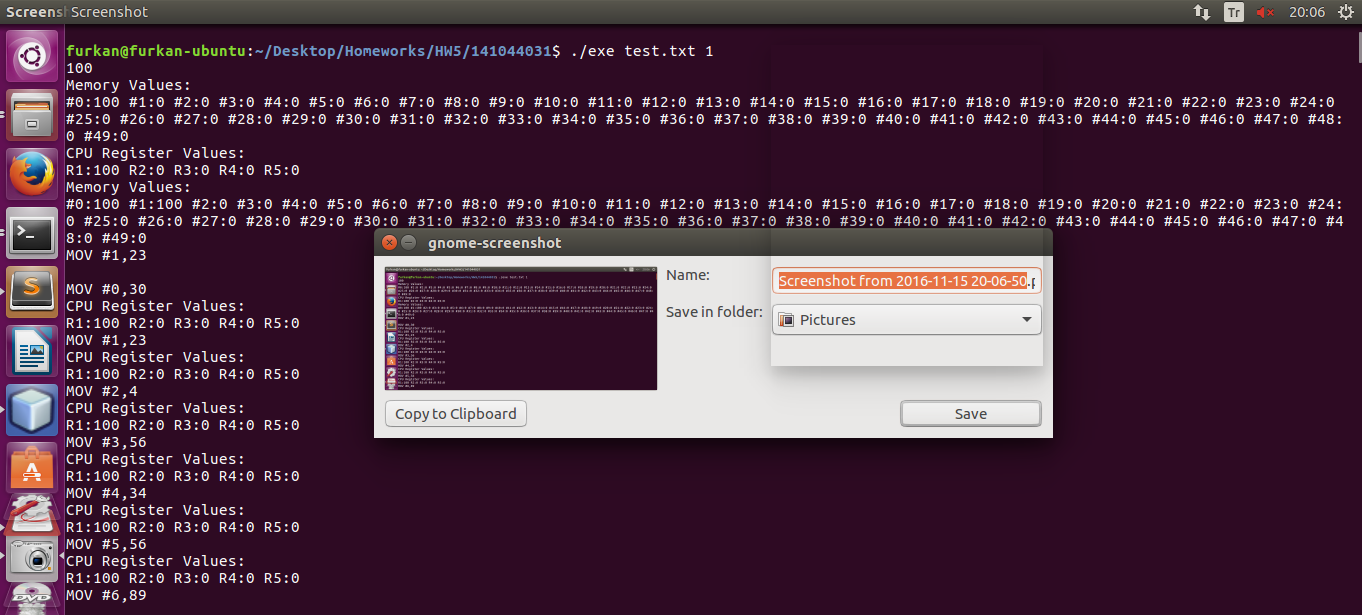 Screens Screenshot Tr 20:06
furkan@furkan-ubuntu:~/Desktop/Homeworks/HW5/141044031$ ./exe test.txt 1
100
Memory Values:
#0:100 #1:0 #2:0 #3:0 #4:0 #5:0 #6:0 #7:0 #8:0 #9:0 #10:0 #11:0 #12:0 #13:0 #14:0 #15:0 #16:0 #17:0 #18:0 #19:0 #20:0 #21:0 #22:0 #23:0 #24:0
#25:0 #26:0 #27:0 #28:0 #29:0 #30:0 #31:0 #32:0 #33:0 #34:0 #35:0 #36:0 #37:0 #38:0 #39:0 #40:0 #41:0 #42:0 #43:0 #44:0 #45:0 #46:0 #47:0 #48:
0 #49:0
CPU Register Values:
R1:100 R2:0 R3:0 R4:0 R5:0
Memory Values:
#0:100 #1:100 #2:0 #3:0 #4:0 #5:0 #6:0 #7:0 #8:0 #9:0 #10:0 #11:0 #12:0 #13:0 #14:0 #15:0 #16:0 #17:0 #18:0 #19:0 #20:0 #21:0 #22:0 #23:0 #24:
0 #25:0 #26:0 #27:0 #28:0 #29:0 #30:0 #31:0 #32:0 #33:0 #34:0 #35:0 #36:0 #37:0 #38:0 #39:0 #40:0 #41:0 #42:0 #43:0 #44:0 #45:0 #46:0 #47:0 #4
8:0 #49:0
MOV #1,23
MOV #0,30
CPU Register Values:
R1:100 R2:0 R3:0 R4:0 R5:0
MOV #1,23
CPU Register Values:
R1:100 R2:0 R3:0 R4:0 R5:0
MOV #2,4
CPU Register Values:
R1:100 R2:0 R3:0 R4:0 R5:0
MOV #3,56
CPU Register Values:
R1:100 R2:0 R3:0 R4:0 R5:0
MOV #4,34
CPU Register Values:
R1:100 R2:0 R3:0 R4:0 R5:0
MOV #5,56
CPU Register Values:
R1:100 R2:0 R3:0 R4:0 R5:0
MOV #6,89
gnome-screenshot
Name:
Screenshot from 2016-11-15 20-06-50.p
Save in folder:
Pictures
Copy to Clipboard
Save